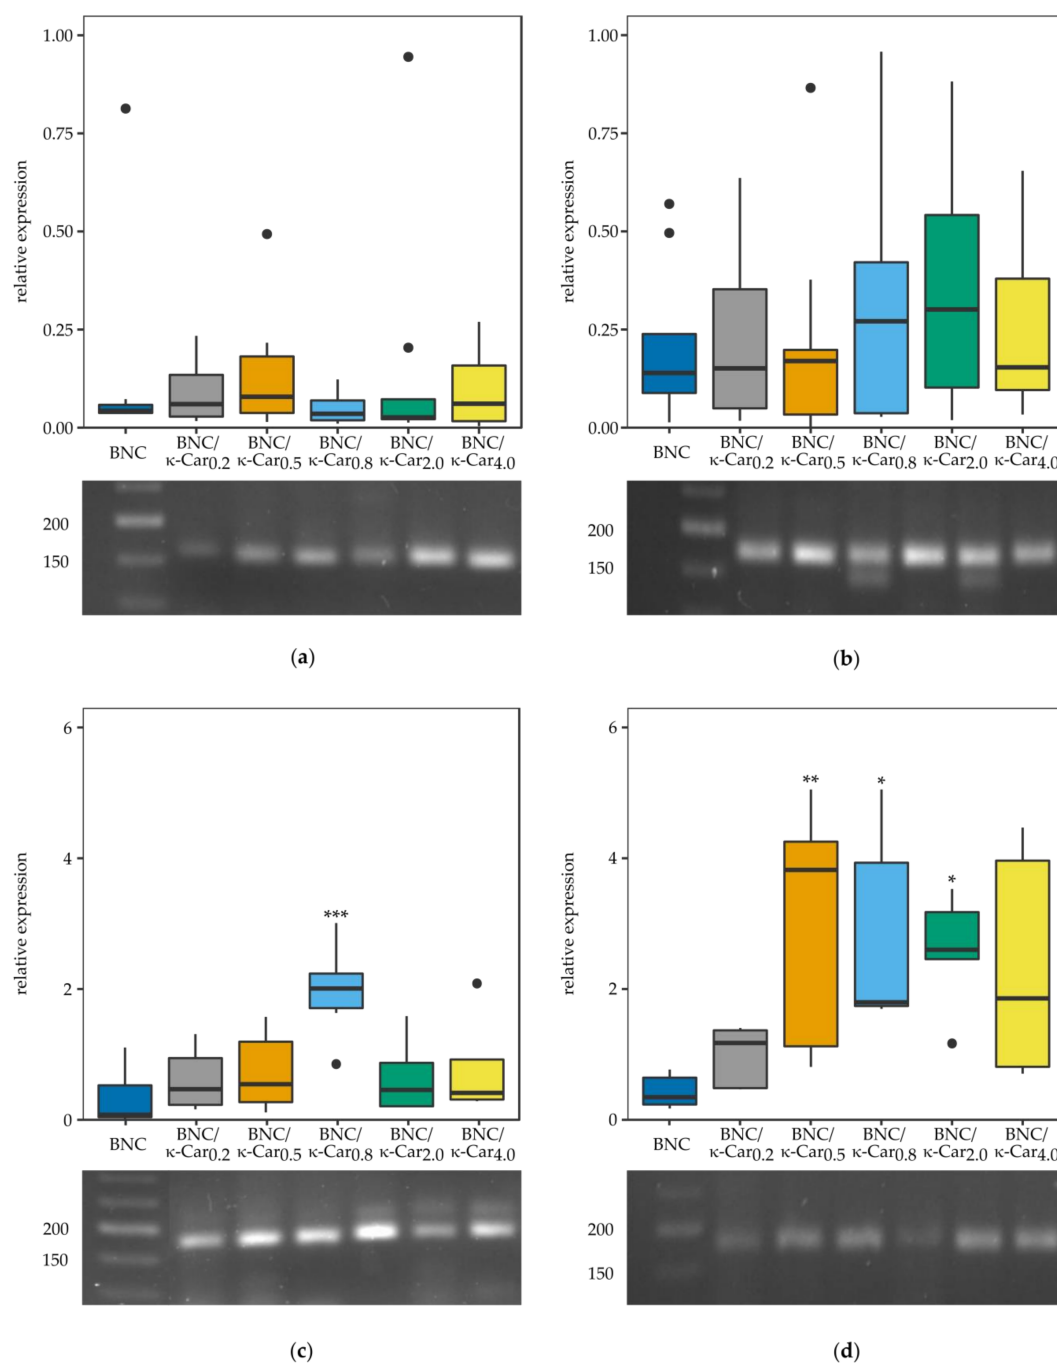 1.00
0.75
0.50
0.25
0.00
relative expression
BNC
BNC/
κ-Car0.2
BNC/
κ-Car0.5
BNC/
κ-Car0.8
BNC/
κ-Car2.0
BNC/
κ-Car4.0
200
150
(a)
1.00
0.75
0.50
0.25
0.00
relative expression
BNC
BNC/
κ-Car0.2
BNC/
κ-Car0.5
BNC/
κ-Car0.8
BNC/
κ-Car2.0
BNC/
κ-Car4.0
200
150
(b)
6
4
2
0
relative expression
***
BNC
BNC/
κ-Car0.2
BNC/
κ-Car0.5
BNC/
κ-Car0.8
BNC/
κ-Car2.0
BNC/
κ-Car4.0
200
150
(c)
6
4
2
0
relative expression
**
*
*
BNC
BNC/
κ-Car0.2
BNC/
κ-Car0.5
BNC/
κ-Car0.8
BNC/
κ-Car2.0
BNC/
κ-Car4.0
200
150
(d)